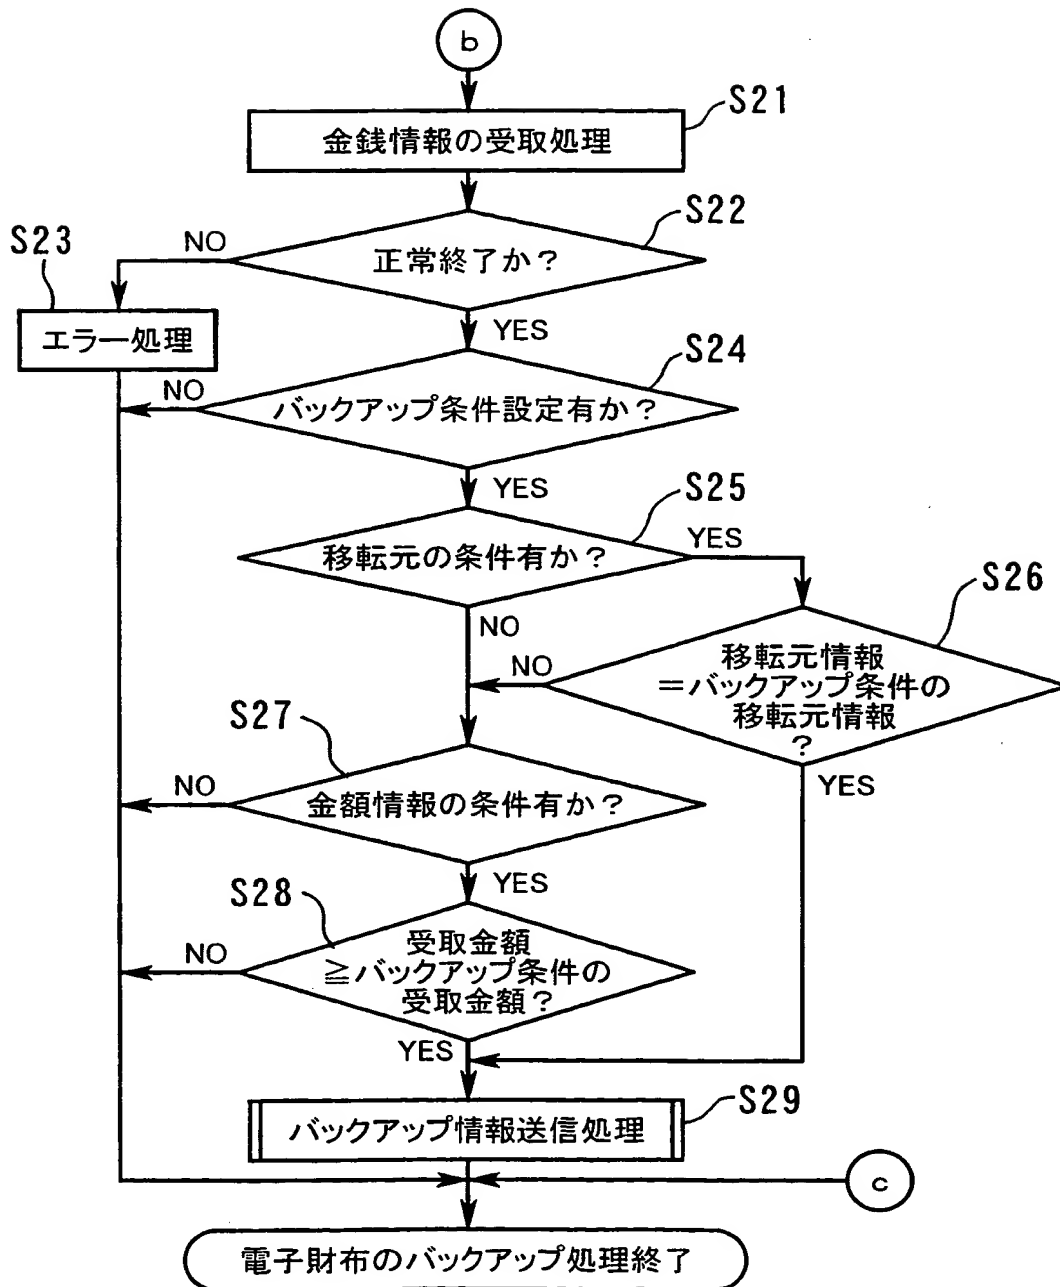 b
S21
金銭情報の受取処理
S22
正常終了か？
NO
S23
エラー処理
YES
S24
バックアップ条件設定有か？
NO
YES
S25
移転元の条件有か？
YES
S26
移転元情報
＝バックアップ条件の
移転元情報
？
NO
NO
YES
S27
金額情報の条件有か？
NO
YES
S28
受取金額
≧バックアップ条件の
受取金額？
NO
YES
S29
バックアップ情報送信処理
c
電子財布のバックアップ処理終了